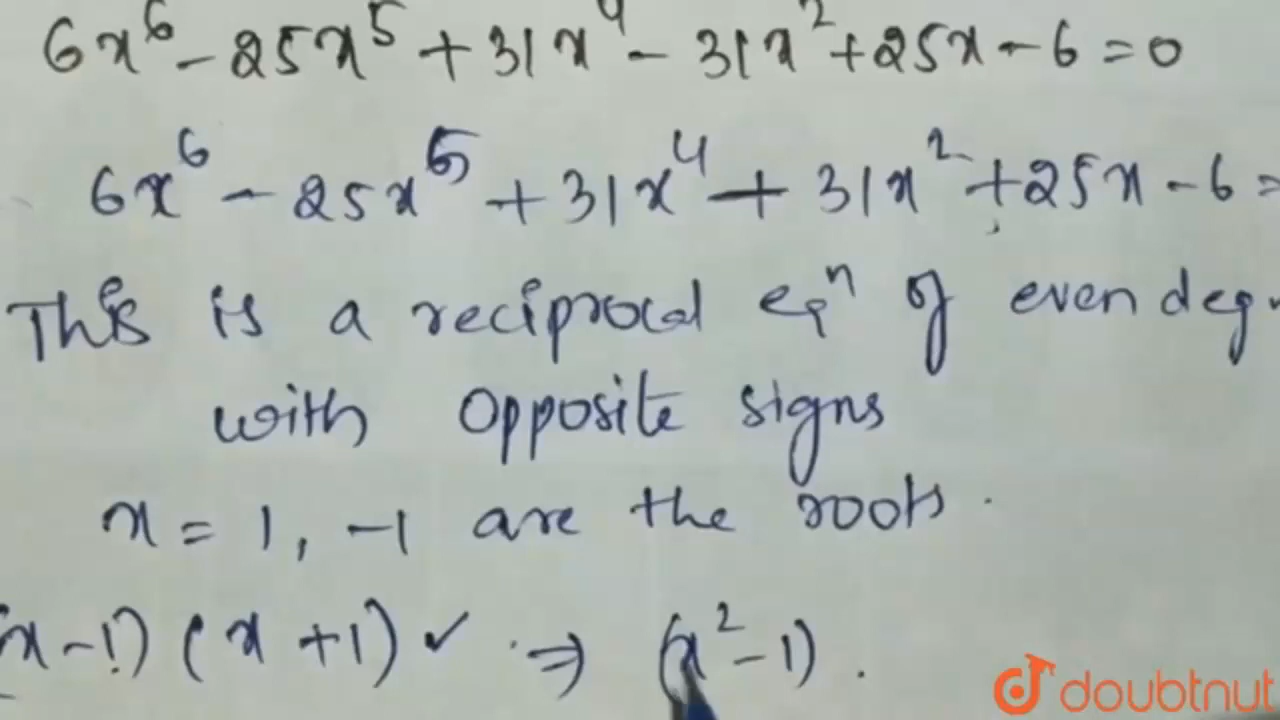 6x⁶ - 25x⁵ + 31x⁴ - 31x² + 25x - 6 = 0
6x⁶ - 25x⁵ + 31x⁴ + 31x² + 25x - 6 =
This is a reciprocal eqⁿ of even deg
with opposite signs
x = 1, -1 are the roots.
(x - 1) (x + 1) ✓ ⇒ (x² - 1).
doubtnut